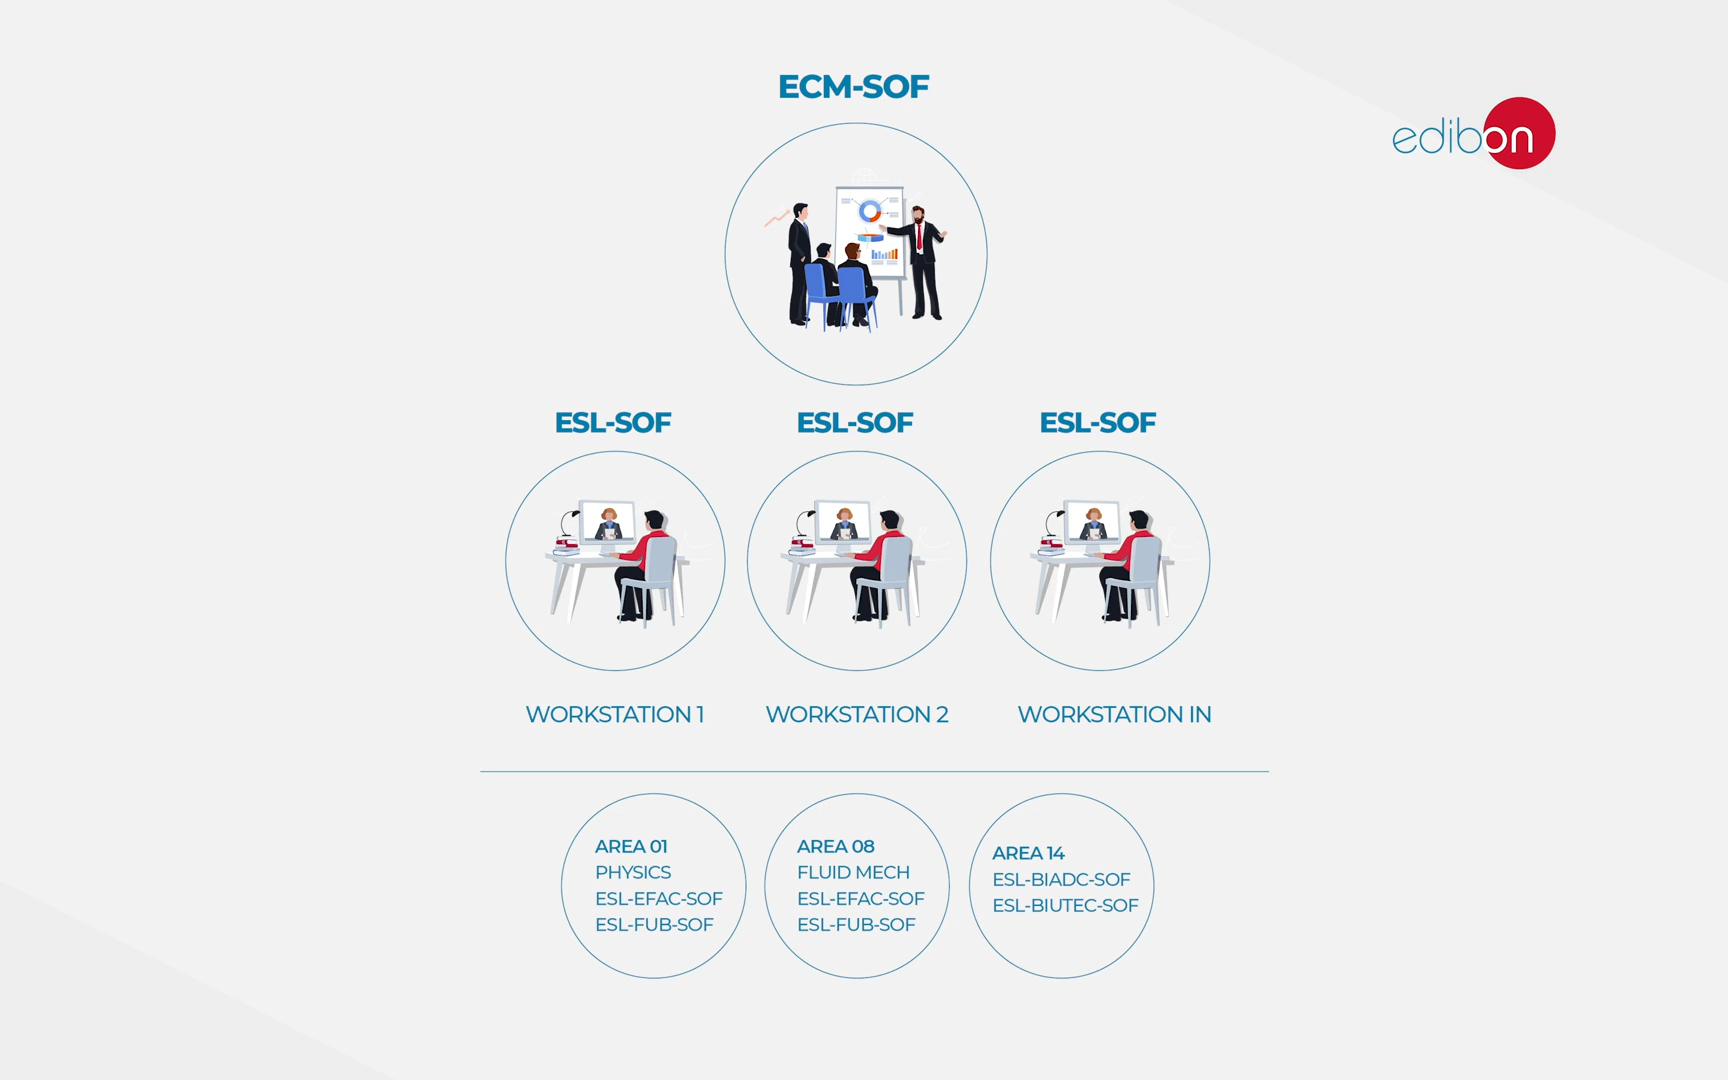 ECM-SOF
edibon
ESL-SOF
ESL-SOF
ESL-SOF
WORKSTATION 1
WORKSTATION 2
WORKSTATION IN
AREA 01
PHYSICS
ESL-EFAC-SOF
ESL-FUB-SOF
AREA 08
FLUID MECH
ESL-EFAC-SOF
ESL-FUB-SOF
AREA 14
ESL-BIADC-SOF
ESL-BIUTEC-SOF